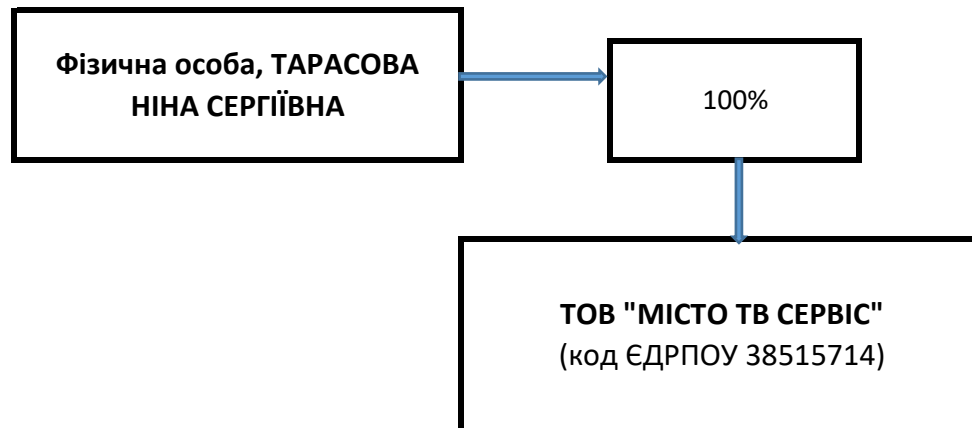 Фізична особа, ТАРАСОВА
НІНА СЕРГІЇВНА
100%
ТОВ "МІСТО ТВ СЕРВІС"
(код ЄДРПОУ 38515714)